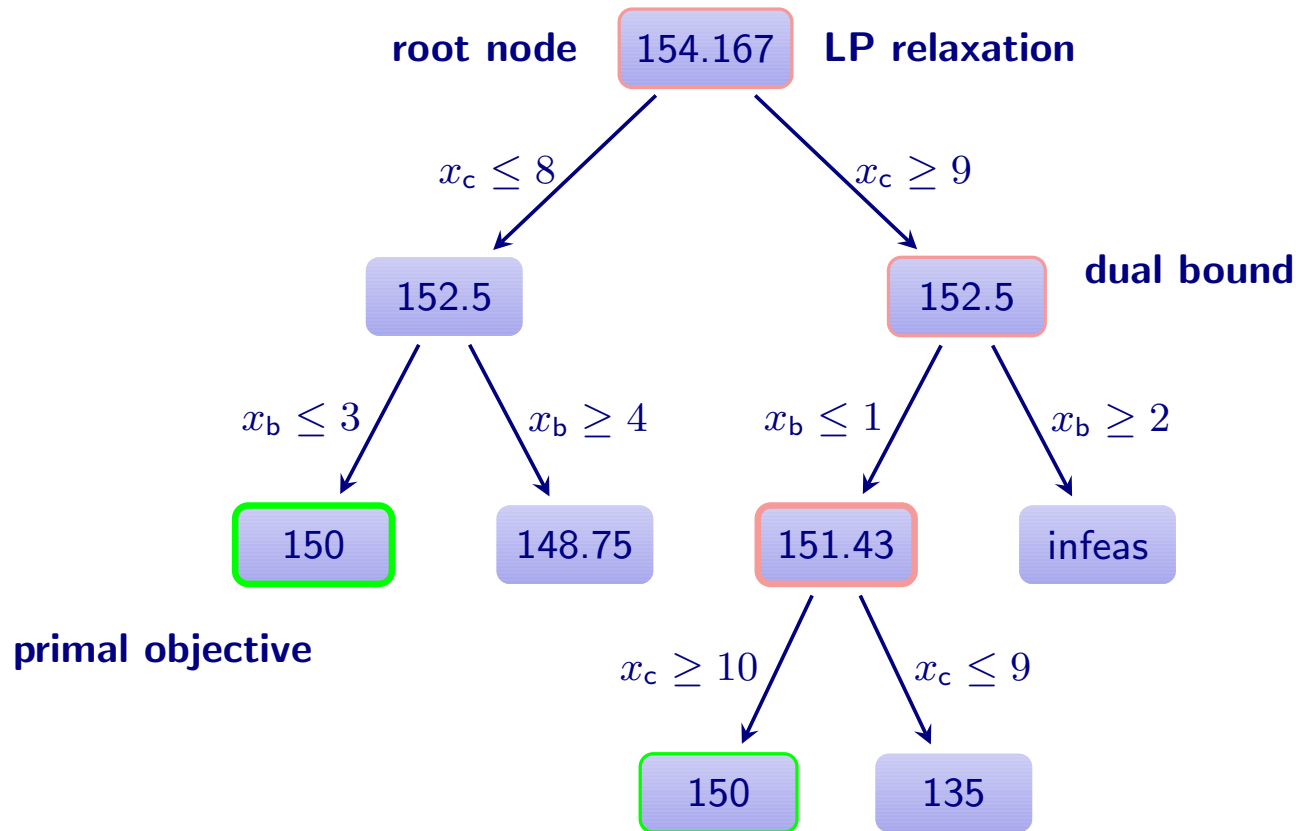 root node 154.167 LP relaxation
x_c ≤ 8 x_c ≥ 9
152.5 152.5 dual bound
x_b ≤ 3 x_b ≥ 4 x_b ≤ 1 x_b ≥ 2
150 148.75 151.43 infeas
primal objective
x_c ≥ 10 x_c ≤ 9
150 135